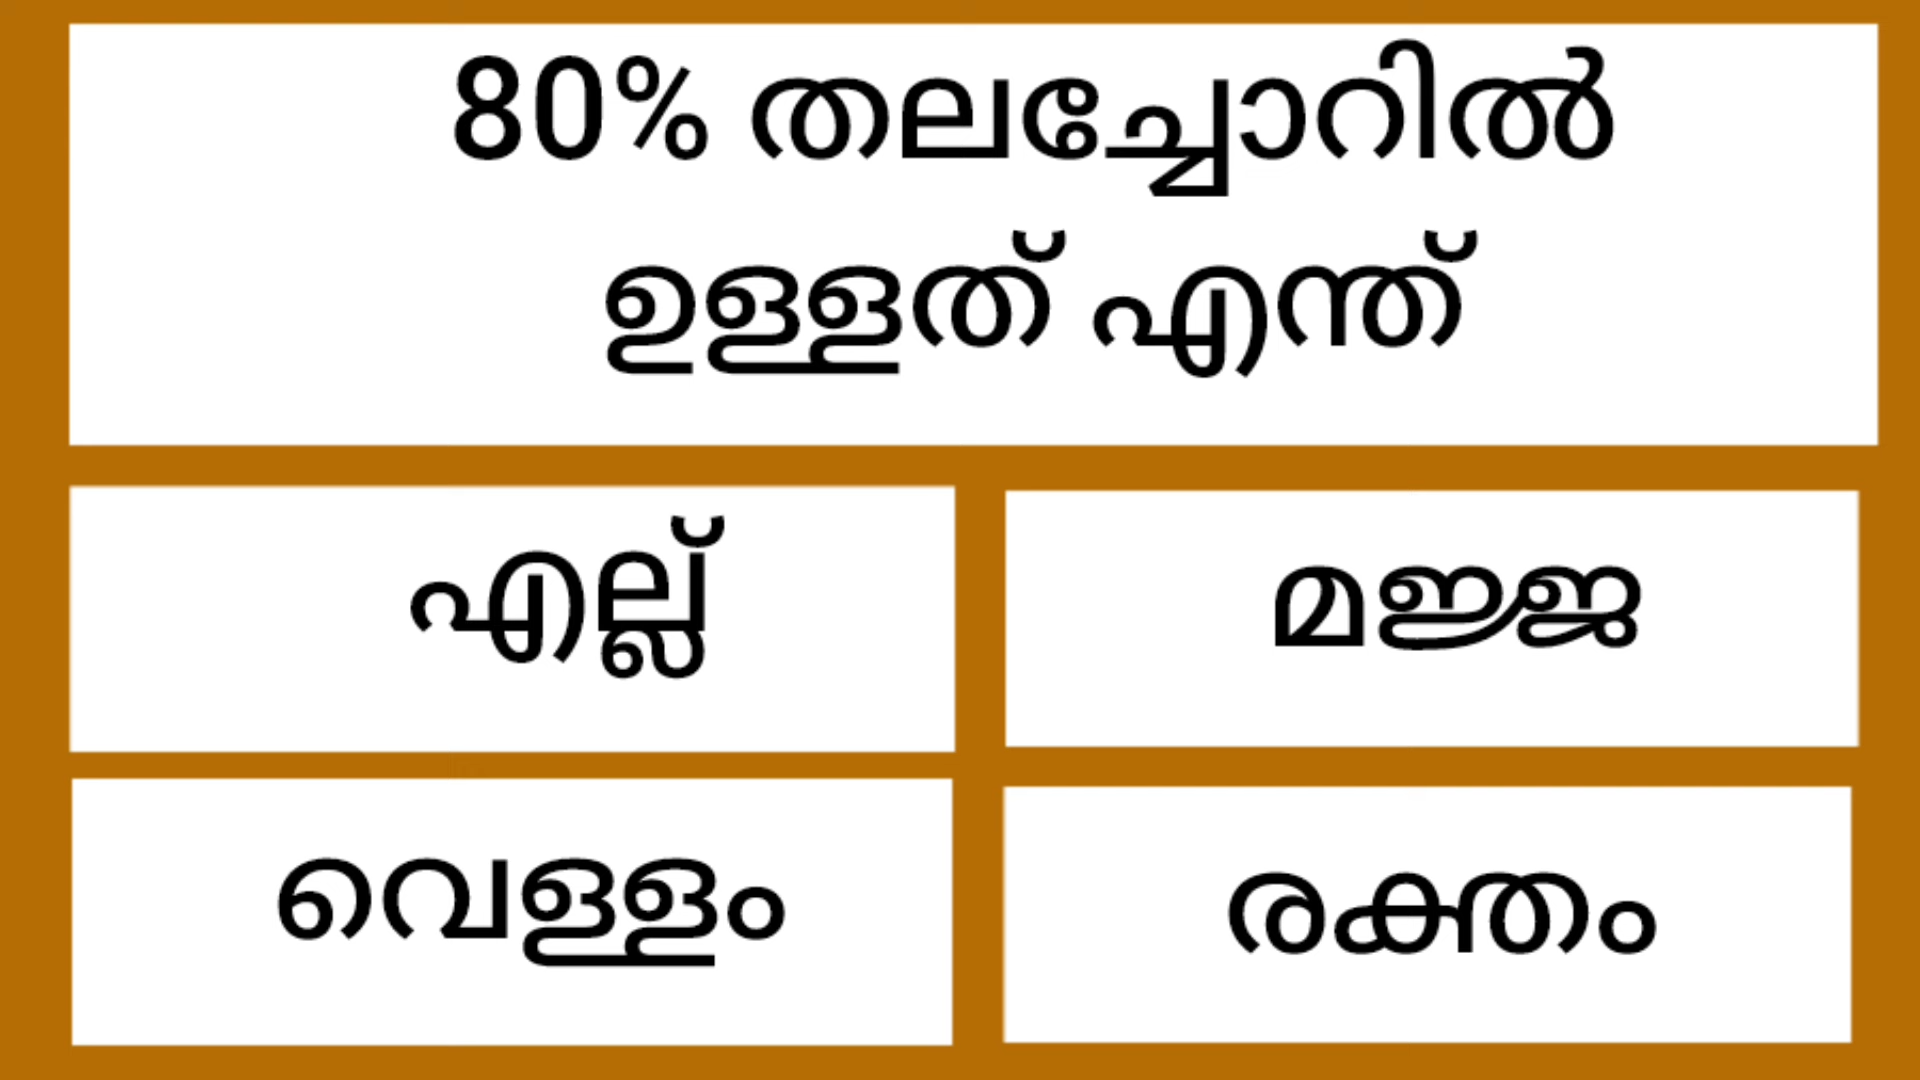 80% തലച്ചോറിൽ
ഉള്ളത് എന്ത്
എല്ല്
മജ്ജ
വെള്ളം
രക്തം